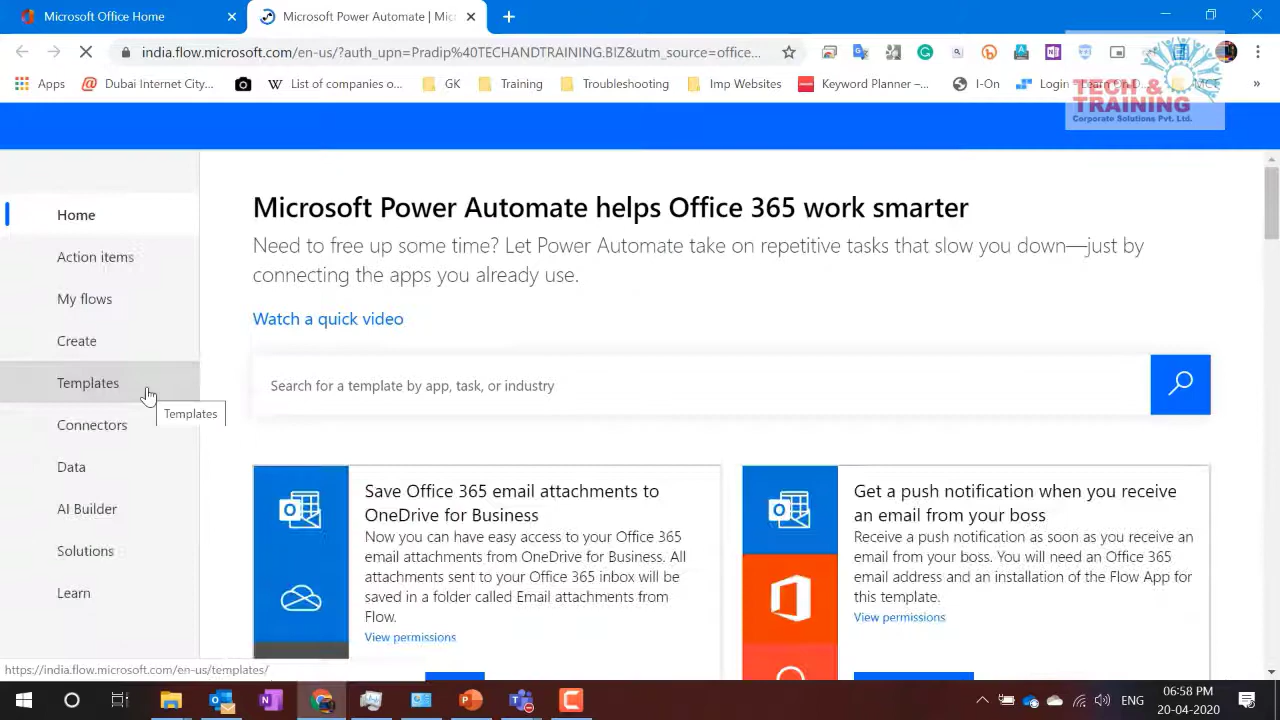 Microsoft Office Home
Microsoft Power Automate | Mic
india.flow.microsoft.com/en-us/?auth_upn=Pradip%40TECHANDTRAINING.BIZ&utm_source=office...
Apps
Dubai Internet City...
List of companies o...
GK
Training
Troubleshooting
Imp Websites
Keyword Planner –...
I-On
Login
Learn On D
MCT
»
TECH &
TRAINING
Corporate Solutions Pvt. Ltd.
Home
Action items
My flows
Create
Templates
Templates
Connectors
Data
AI Builder
Solutions
Learn
Microsoft Power Automate helps Office 365 work smarter
Need to free up some time? Let Power Automate take on repetitive tasks that slow you down—just by
connecting the apps you already use.
Watch a quick video
Search for a template by app, task, or industry
Save Office 365 email attachments to
OneDrive for Business
Now you can have easy access to your Office 365
email attachments from OneDrive for Business. All
attachments sent to your Office 365 inbox will be
saved in a folder called Email attachments from
Flow.
View permissions
Get a push notification when you receive
an email from your boss
Receive a push notification as soon as you receive an
email from your boss. You will need an Office 365
email address and an installation of the Flow App for
this template.
View permissions
https://india.flow.microsoft.com/en-us/templates/
ENG
06:58 PM
20-04-2020